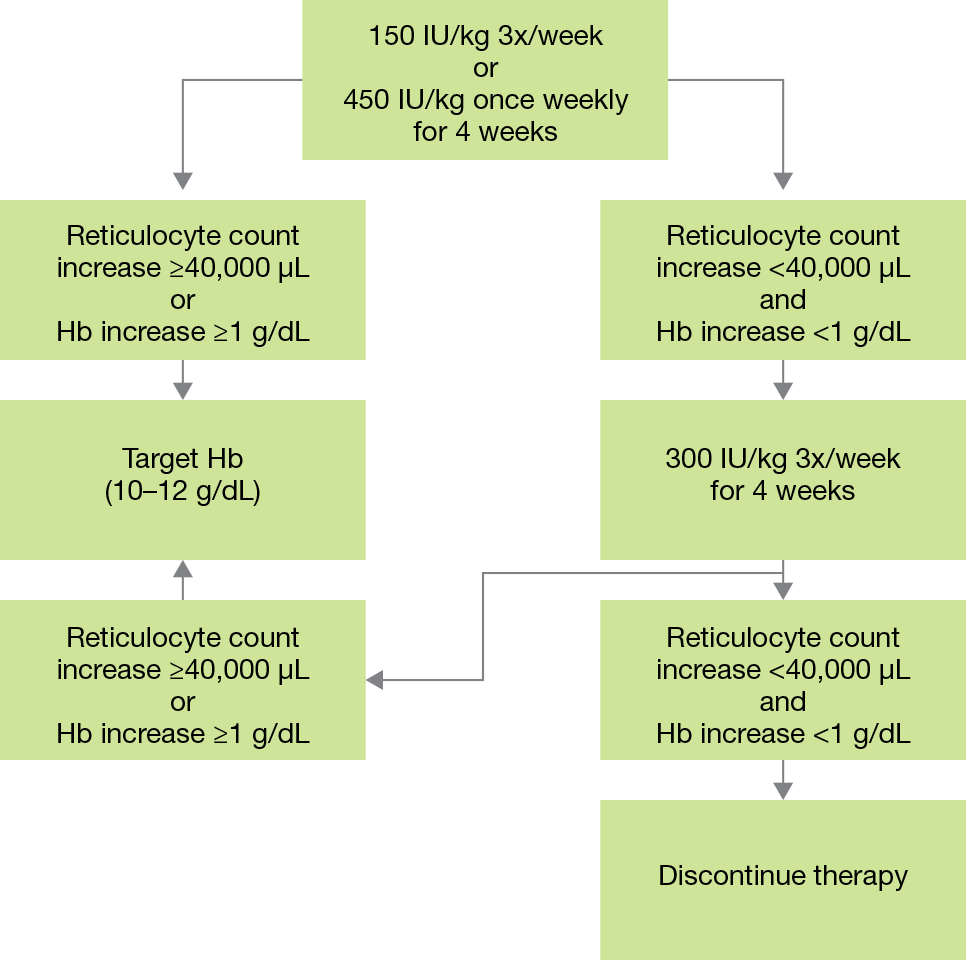 150 IU/kg 3x/week
or
450 IU/kg once weekly
for 4 weeks
Reticulocyte count
increase ≥40,000 µL
or
Hb increase ≥1 g/dL
Reticulocyte count
increase <40,000 µL
and
Hb increase <1 g/dL
Target Hb
(10–12 g/dL)
300 IU/kg 3x/week
for 4 weeks
Reticulocyte count
increase ≥40,000 µL
or
Hb increase ≥1 g/dL
Reticulocyte count
increase <40,000 µL
and
Hb increase <1 g/dL
Discontinue therapy